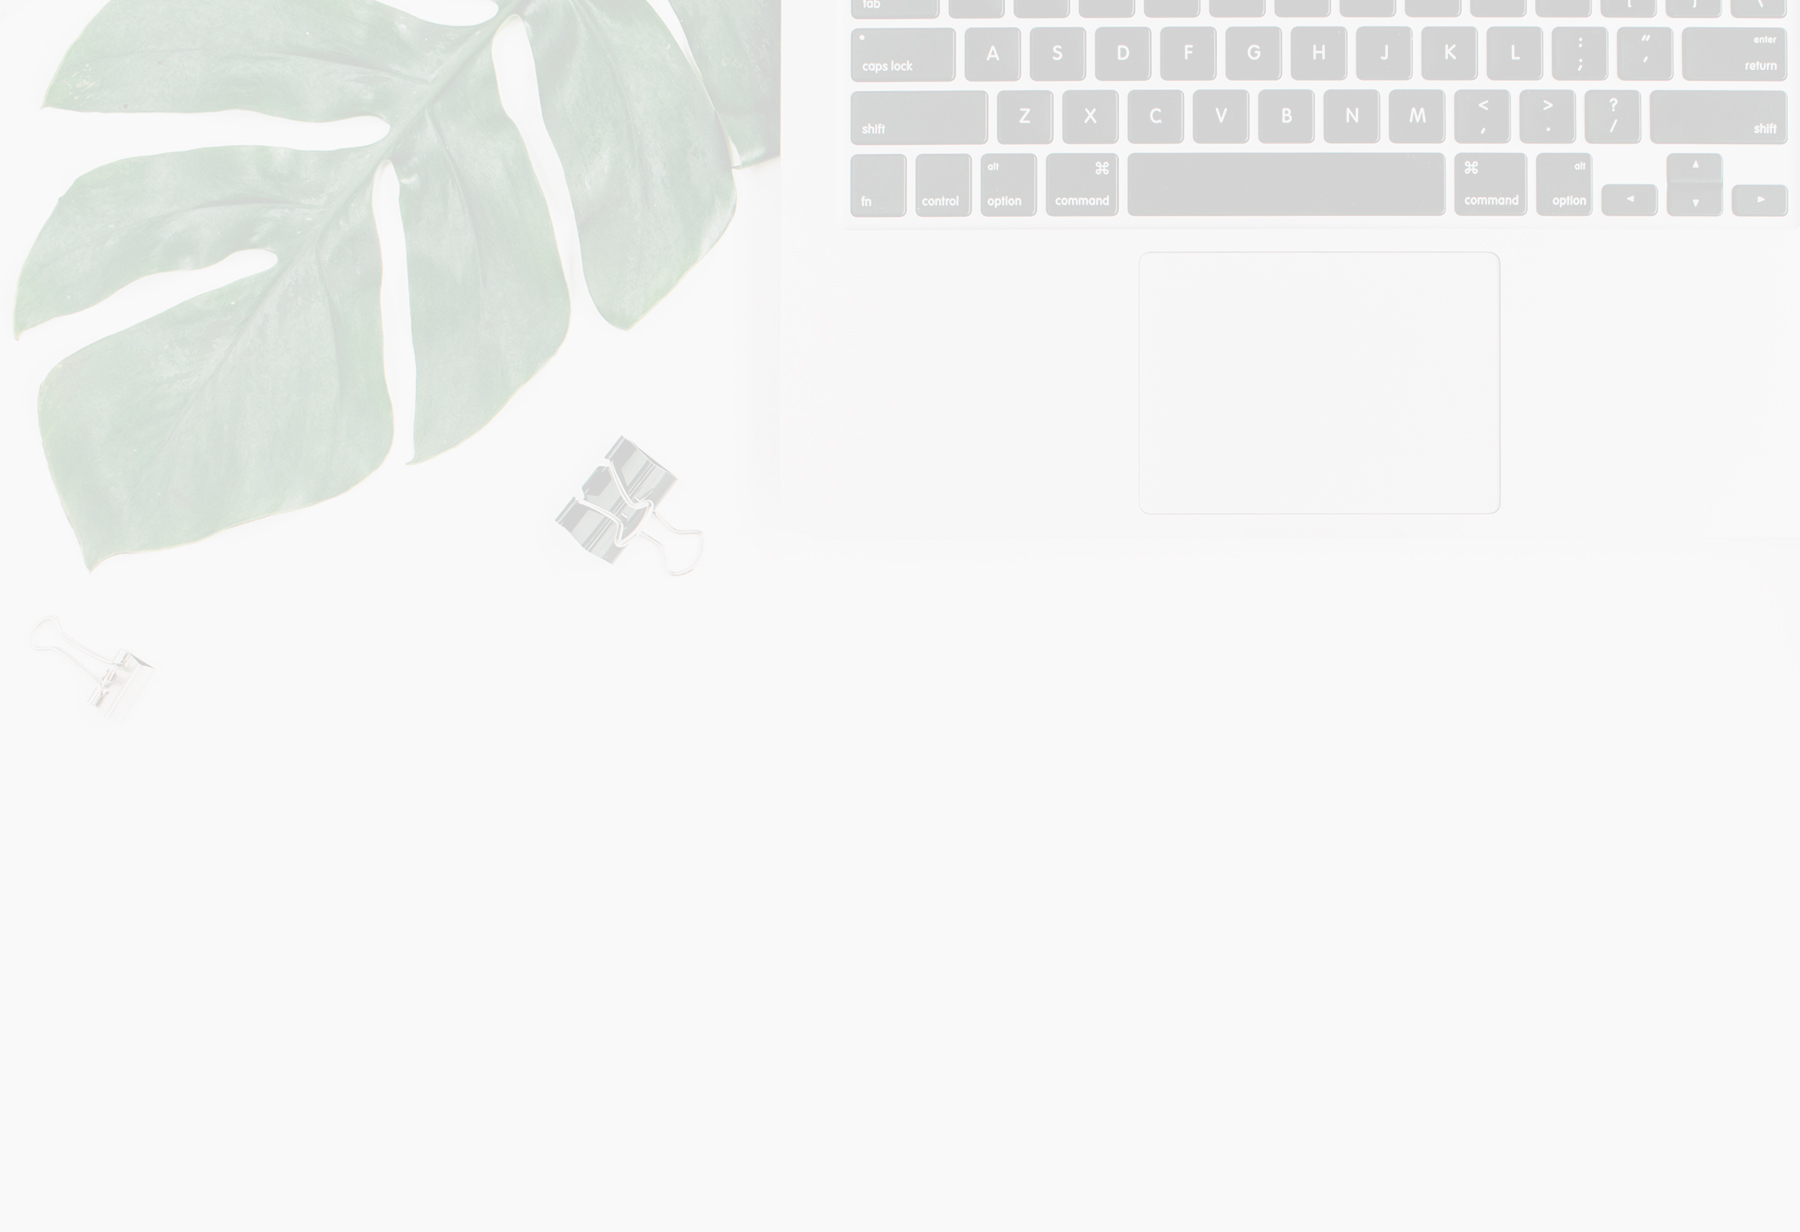 tab
caps lock A S D F G H J K L : ; " ' enter return
shift Z X C V B N M < , > . ? / shift
fn control alt option ⌘ command ⌘ command alt option